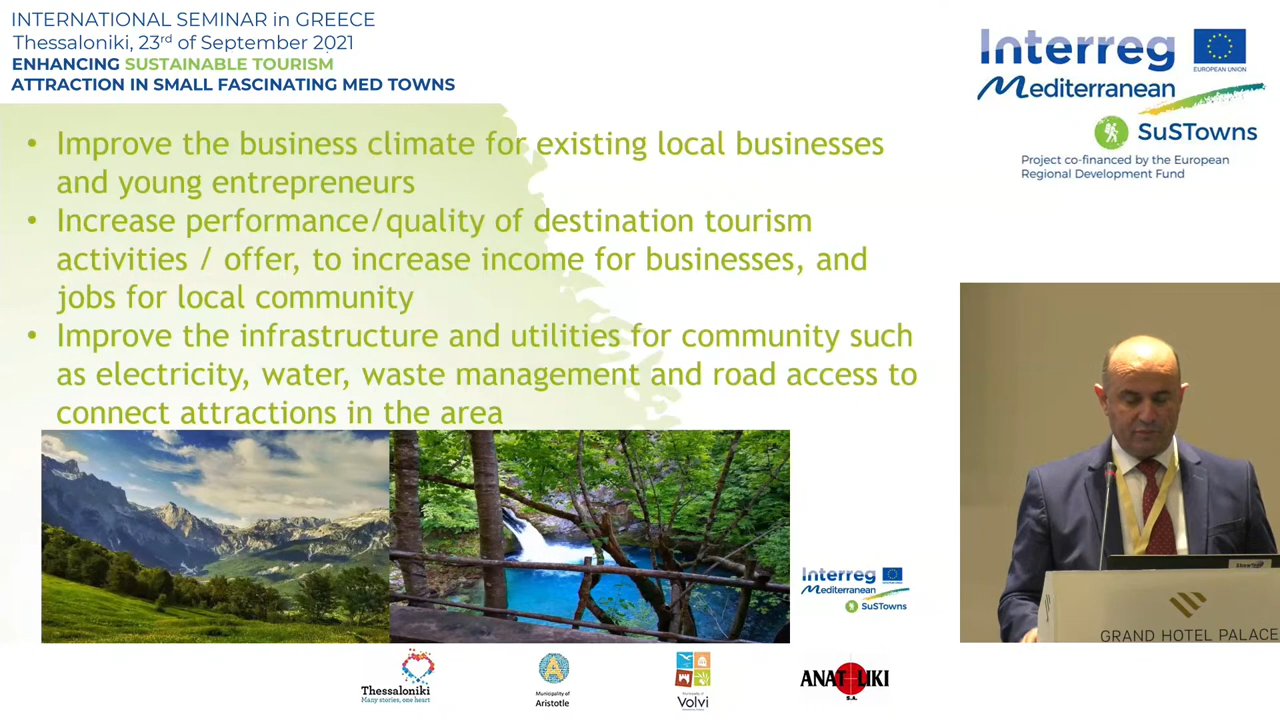 INTERNATIONAL SEMINAR in GREECE
Thessaloniki, 23rd of September 2021
ENHANCING SUSTAINABLE TOURISM
ATTRACTION IN SMALL FASCINATING MED TOWNS
Interreg
EUROPEAN UNION
Mediterranean
SuSTowns
Project co-financed by the European
Regional Development Fund
• Improve the business climate for existing local businesses
and young entrepreneurs
• Increase performance/quality of destination tourism
activities / offer, to increase income for businesses, and
jobs for local community
• Improve the infrastructure and utilities for community such
as electricity, water, waste management and road access to
connect attractions in the area
Interreg
Mediterranean
SuSTowns
GRAND HOTEL PALACE
Thessaloniki
Many stories, one heart
Municipality of
Aristotle
Municipality of
Volvi
ANATOLIKI
S.A.